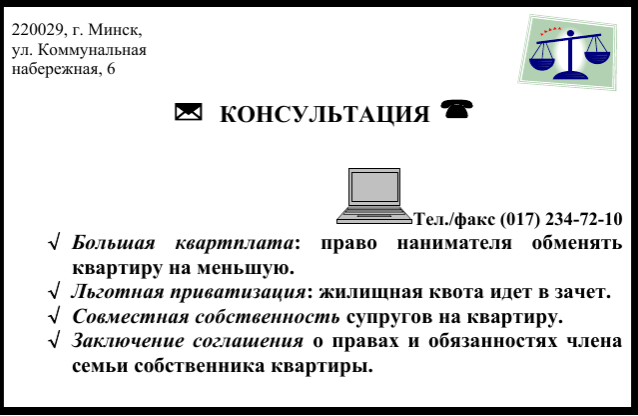 220029, г. Минск,
ул. Коммунальная
набережная, 6
КОНСУЛЬТАЦИЯ
Тел./факс (017) 234-72-10
√ Большая квартплата: право нанимателя обменять
квартиру на меньшую.
√ Льготная приватизация: жилищная квота идет в зачет.
√ Совместная собственность супругов на квартиру.
√ Заключение соглашения о правах и обязанностях члена
семьи собственника квартиры.